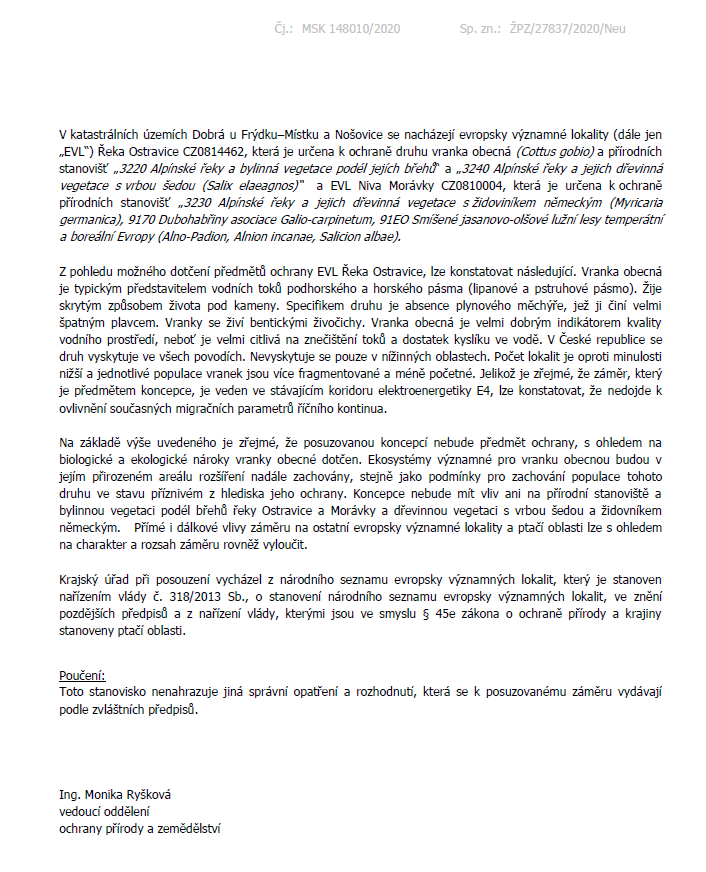 Čj.: MSK 148010/2020 Sp. zn.: ŽPZ/27837/2020/Neu
V katastrálních územích Dobrá u Frýdku–Místku a Nošovice se nacházejí evropsky významné lokality (dále jen
„EVL“) Řeka Ostravice CZ0814462, která je určena k ochraně druhu vranka obecná (Cottus gobio) a přírodních
stanovišť „3220 Alpínské řeky a bylinná vegetace podél jejích břehů“ a „3240 Alpínské řeky a jejich dřevinná
vegetace s vrbou šedou (Salix elaeagnos)“ a EVL Niva Morávky CZ0810004, která je určena k ochraně
přírodních stanovišť „3230 Alpínské řeky a jejich dřevinná vegetace s židoviníkem německým (Myricaria
germanica), 9170 Dubohabřiny asociace Galio-carpinetum, 91EO Smíšené jasanovo-olšové lužní lesy temperátní
a boreální Evropy (Alno-Padion, Alnion incanae, Salicion albae).
Z pohledu možného dotčení předmětů ochrany EVL Řeka Ostravice, lze konstatovat následující. Vranka obecná
je typickým představitelem vodních toků podhorského a horského pásma (lipanové a pstruhové pásmo). Žije
skrytým způsobem života pod kameny. Specifikem druhu je absence plynového měchýře, jež ji činí velmi
špatným plavcem. Vranky se živí bentickými živočichy. Vranka obecná je velmi dobrým indikátorem kvality
vodního prostředí, neboť je velmi citlivá na znečištění toků a dostatek kyslíku ve vodě. V České republice se
druh vyskytuje ve všech povodích. Nevyskytuje se pouze v nížinných oblastech. Počet lokalit je oproti minulosti
nižší a jednotlivé populace vranek jsou více fragmentované a méně početné. Jelikož je zřejmé, že záměr, který
je předmětem koncepce, je veden ve stávajícím koridoru elektroenergetiky E4, lze konstatovat, že nedojde k
ovlivnění současných migračních parametrů říčního kontinua.
Na základě výše uvedeného je zřejmé, že posuzovanou koncepcí nebude předmět ochrany, s ohledem na
biologické a ekologické nároky vranky obecné dotčen. Ekosystémy významné pro vranku obecnou budou v
jejím přirozeném areálu rozšíření nadále zachovány, stejně jako podmínky pro zachování populace tohoto
druhu ve stavu příznivém z hlediska jeho ochrany. Koncepce nebude mít vliv ani na přírodní stanoviště a
bylinnou vegetaci podél břehů řeky Ostravice a Morávky a dřevinnou vegetaci s vrbou šedou a židovníkem
německým. Přímé i dálkové vlivy záměru na ostatní evropsky významné lokality a ptačí oblasti lze s ohledem
na charakter a rozsah záměru rovněž vyloučit.
Krajský úřad při posouzení vycházel z národního seznamu evropsky významných lokalit, který je stanoven
nařízením vlády č. 318/2013 Sb., o stanovení národního seznamu evropsky významných lokalit, ve znění
pozdějších předpisů a z nařízení vlády, kterými jsou ve smyslu § 45e zákona o ochraně přírody a krajiny
stanoveny ptačí oblasti.
Poučení:
Toto stanovisko nenahrazuje jiná správní opatření a rozhodnutí, která se k posuzovanému záměru vydávají
podle zvláštních předpisů.
Ing. Monika Ryšková
vedoucí oddělení
ochrany přírody a zemědělství